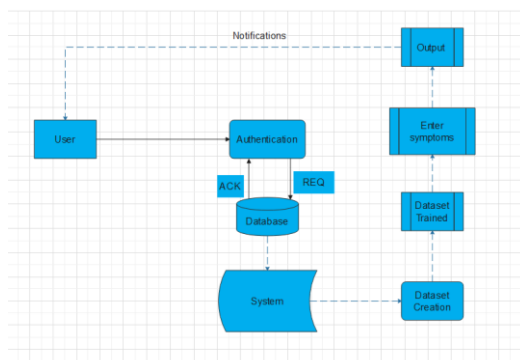 Notifications
Output
User
Authentication
Enter
symptoms
ACK
REQ
Database
Dataset
Trained
System
Dataset
Creation